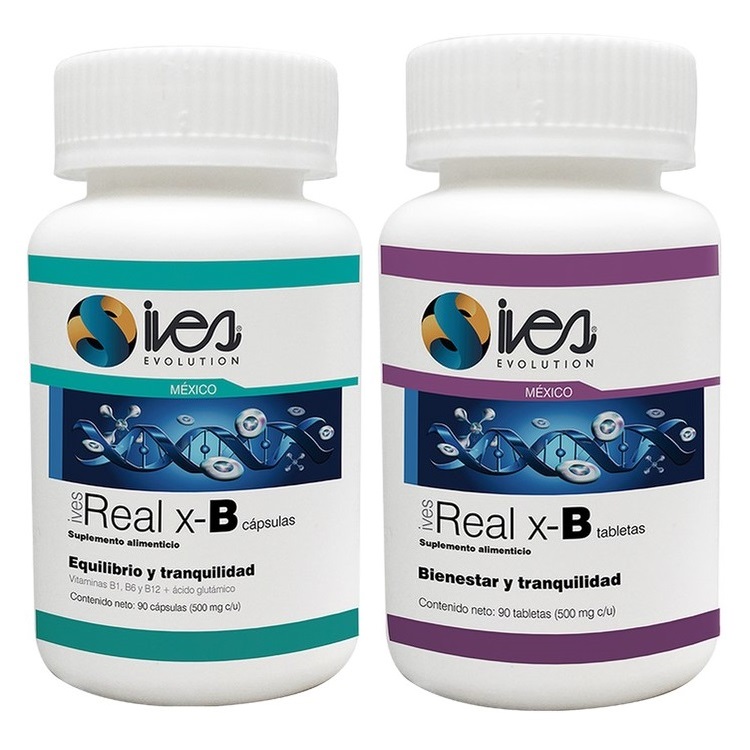 ives®
EVOLUTION
MÉXICO
ives Real x-B cápsulas
Suplemento alimenticio
Equilibrio y tranquilidad
Vitaminas B1, B6 y B12 + ácido glutámico
Contenido neto: 90 cápsulas (500 mg c/u)
ives®
EVOLUTION
MÉXICO
ives Real x-B tabletas
Suplemento alimenticio
Bienestar y tranquilidad
Contenido neto: 90 tabletas (500 mg c/u)